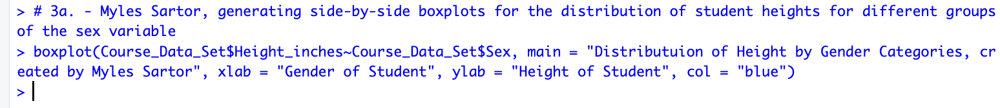 > # 3a. - Myles Sartor, generating side-by-side boxplots for the distribution of student heights for different groups
of the sex variable
> boxplot(Course_Data_Set$Height_inches~Course_Data_Set$Sex, main = "Distributuion of Height by Gender Categories, cr
eated by Myles Sartor", xlab = "Gender of Student", ylab = "Height of Student", col = "blue")
>